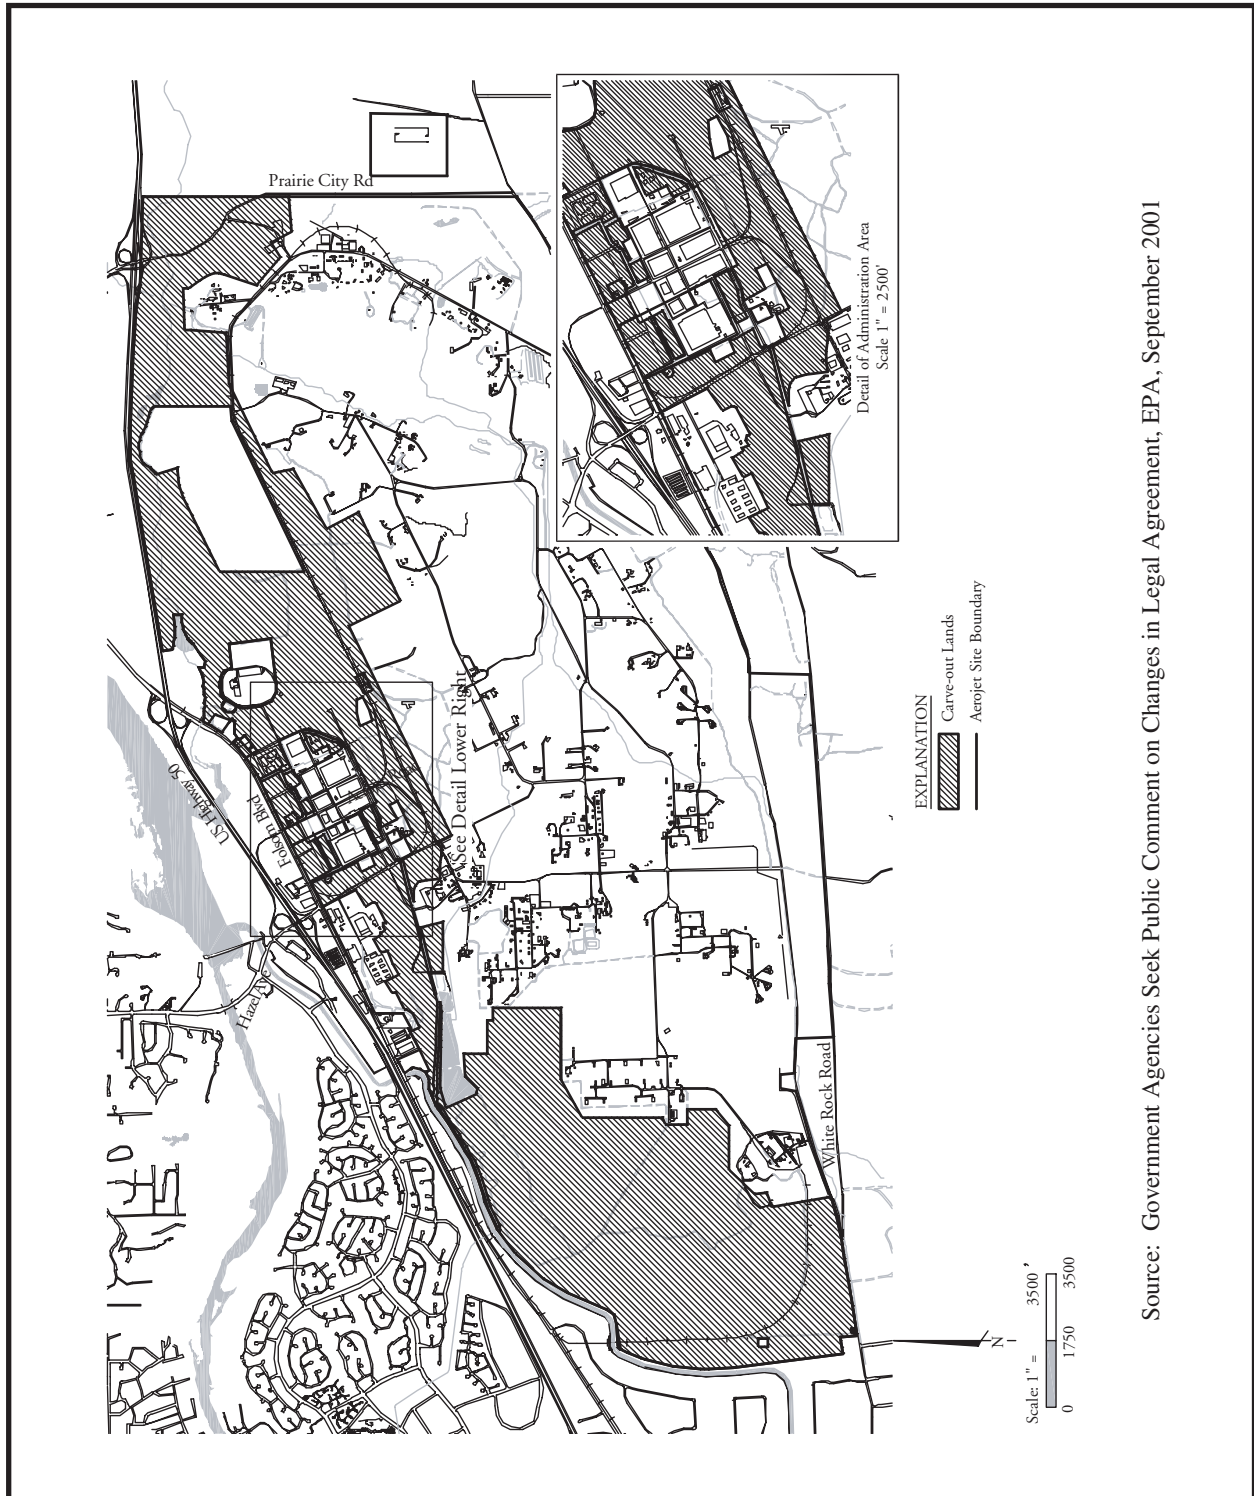 Prairie City Rd
US Highway 50
Folsom Blvd
Hazel Ave
See Detail Lower Right
White Rock Road
Detail of Administration Area
Scale 1" = 2500'
EXPLANATION
Carve-out Lands
Aerojet Site Boundary
Scale: 1" = 3500'
0 1750 3500
N
Source: Government Agencies Seek Public Comment on Changes in Legal Agreement, EPA, September 2001